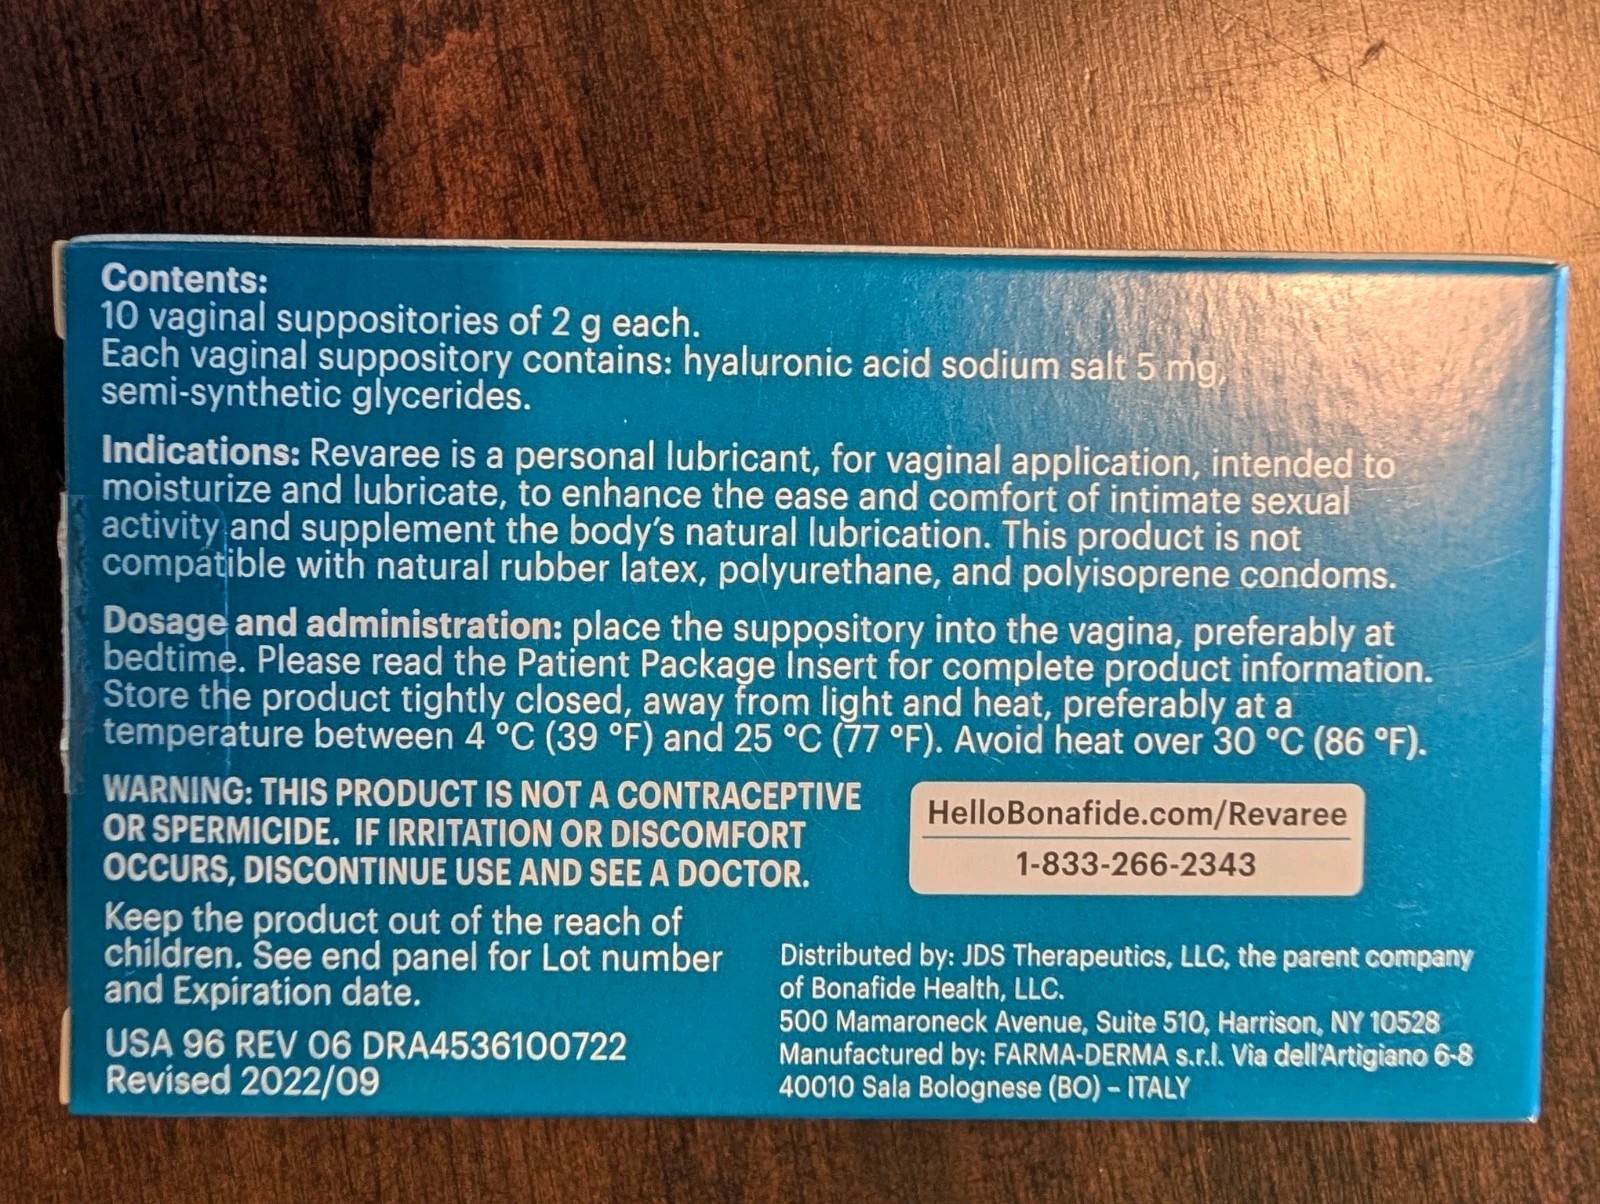 Contents:
10 vaginal suppositories of 2 g each.
Each vaginal suppository contains: hyaluronic acid sodium salt 5 mg,
semi-synthetic glycerides.
Indications: Revaree is a personal lubricant, for vaginal application, intended to
moisturize and lubricate, to enhance the ease and comfort of intimate sexual
activity and supplement the body's natural lubrication. This product is not
compatible with natural rubber latex, polyurethane, and polyisoprene condoms.
Dosage and administration: place the suppository into the vagina, preferably at
bedtime. Please read the Patient Package Insert for complete product information.
Store the product tightly closed, away from light and heat, preferably at a
temperature between 4 °C (39 °F) and 25 °C (77 °F). Avoid heat over 30 °C (86 °F).
WARNING: THIS PRODUCT IS NOT A CONTRACEPTIVE
OR SPERMICIDE. IF IRRITATION OR DISCOMFORT
OCCURS, DISCONTINUE USE AND SEE A DOCTOR.
HelloBonafide.com/Revaree
1-833-266-2343
Keep the product out of the reach of
children. See end panel for Lot number
and Expiration date.
USA 96 REV 06 DRA4536100722
Revised 2022/09
Distributed by: JDS Therapeutics, LLC, the parent company
of Bonafide Health, LLC.
500 Mamaroneck Avenue, Suite 510, Harrison, NY 10528
Manufactured by: FARMA-DERMA s.r.l. Via dell'Artigiano 6-8
40010 Sala Bolognese (BO) – ITALY